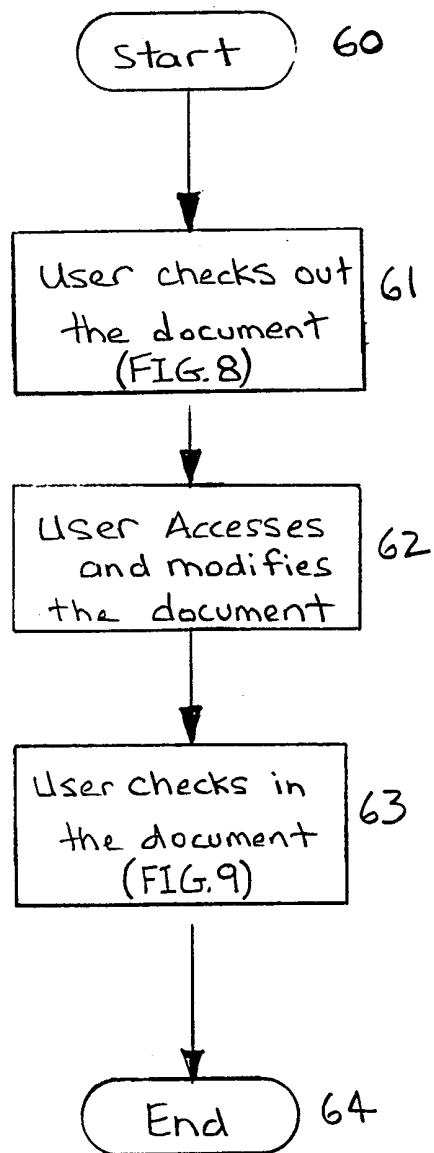 Start 60
User checks out 61
the document
(FIG. 8)
User Accesses 62
and modifies
the document
User checks in 63
the document
(FIG. 9)
End 64